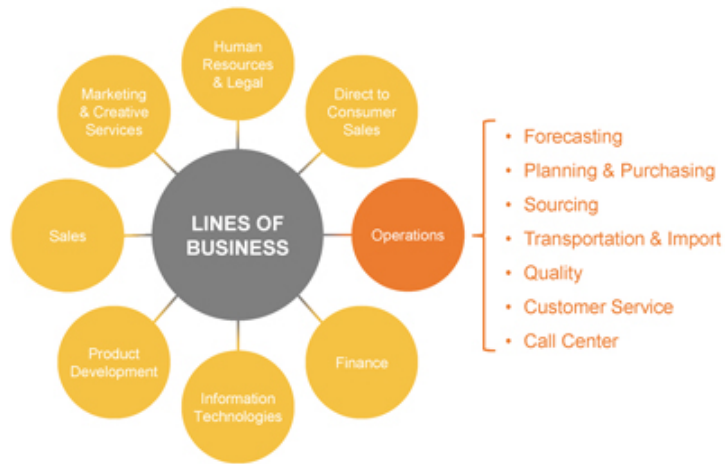 Human
Resources
& Legal
Marketing
& Creative
Services
Direct to
Consumer
Sales
Sales
LINES OF
BUSINESS
Operations
Product
Development
Finance
Information
Technologies
• Forecasting
• Planning & Purchasing
• Sourcing
• Transportation & Import
• Quality
• Customer Service
• Call Center